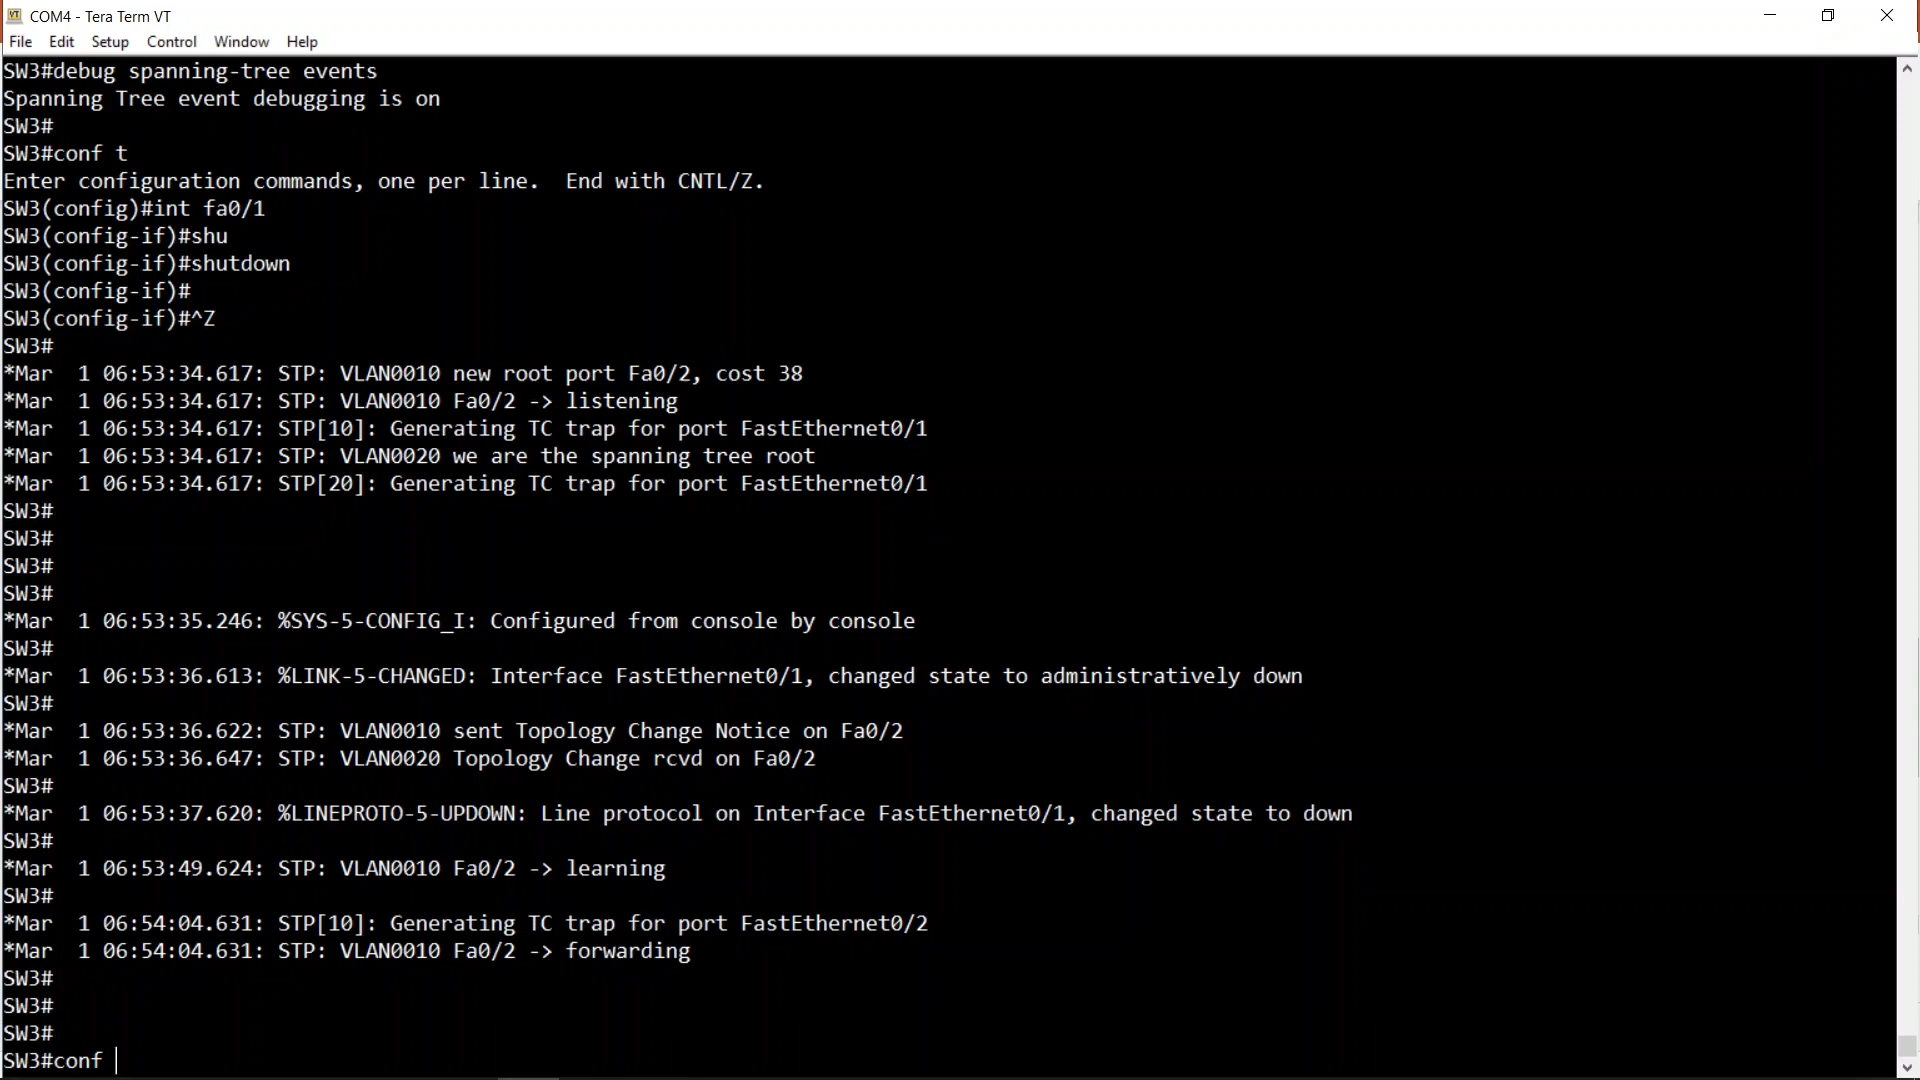 COM4 - Tera Term VT
File Edit Setup Control Window Help
SW3#debug spanning-tree events
Spanning Tree event debugging is on
SW3#
SW3#conf t
Enter configuration commands, one per line.  End with CNTL/Z.
SW3(config)#int fa0/1
SW3(config-if)#shu
SW3(config-if)#shutdown
SW3(config-if)#
SW3(config-if)#^Z
SW3#
*Mar  1 06:53:34.617: STP: VLAN0010 new root port Fa0/2, cost 38
*Mar  1 06:53:34.617: STP: VLAN0010 Fa0/2 -> listening
*Mar  1 06:53:34.617: STP[10]: Generating TC trap for port FastEthernet0/1
*Mar  1 06:53:34.617: STP: VLAN0020 we are the spanning tree root
*Mar  1 06:53:34.617: STP[20]: Generating TC trap for port FastEthernet0/1
SW3#
SW3#
SW3#
SW3#
*Mar  1 06:53:35.246: %SYS-5-CONFIG_I: Configured from console by console
SW3#
*Mar  1 06:53:36.613: %LINK-5-CHANGED: Interface FastEthernet0/1, changed state to administratively down
SW3#
*Mar  1 06:53:36.622: STP: VLAN0010 sent Topology Change Notice on Fa0/2
*Mar  1 06:53:36.647: STP: VLAN0020 Topology Change rcvd on Fa0/2
SW3#
*Mar  1 06:53:37.620: %LINEPROTO-5-UPDOWN: Line protocol on Interface FastEthernet0/1, changed state to down
SW3#
*Mar  1 06:53:49.624: STP: VLAN0010 Fa0/2 -> learning
SW3#
*Mar  1 06:54:04.631: STP[10]: Generating TC trap for port FastEthernet0/2
*Mar  1 06:54:04.631: STP: VLAN0010 Fa0/2 -> forwarding
SW3#
SW3#
SW3#
SW3#conf